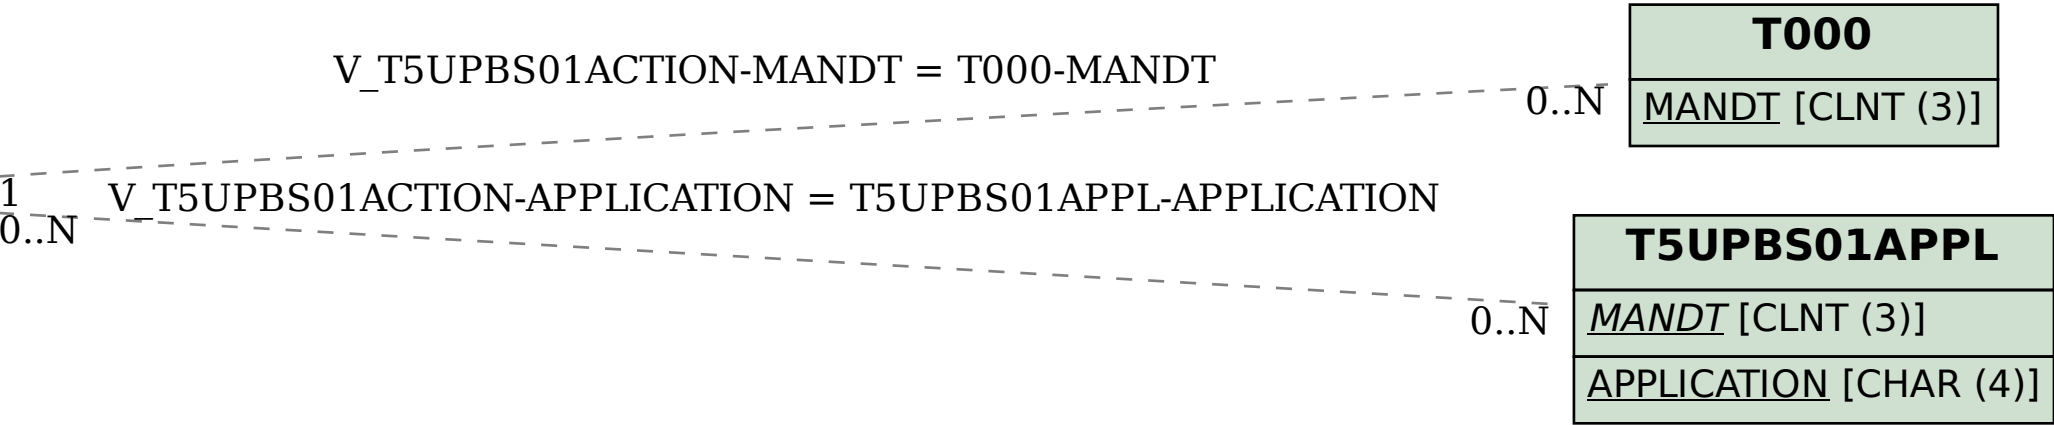 T000
V_T5UPBS01ACTION-MANDT = T000-MANDT
0..N
MANDT [CLNT (3)]
1
V_T5UPBS01ACTION-APPLICATION = T5UPBS01APPL-APPLICATION
0..N
T5UPBS01APPL
0..N
MANDT [CLNT (3)]
APPLICATION [CHAR (4)]